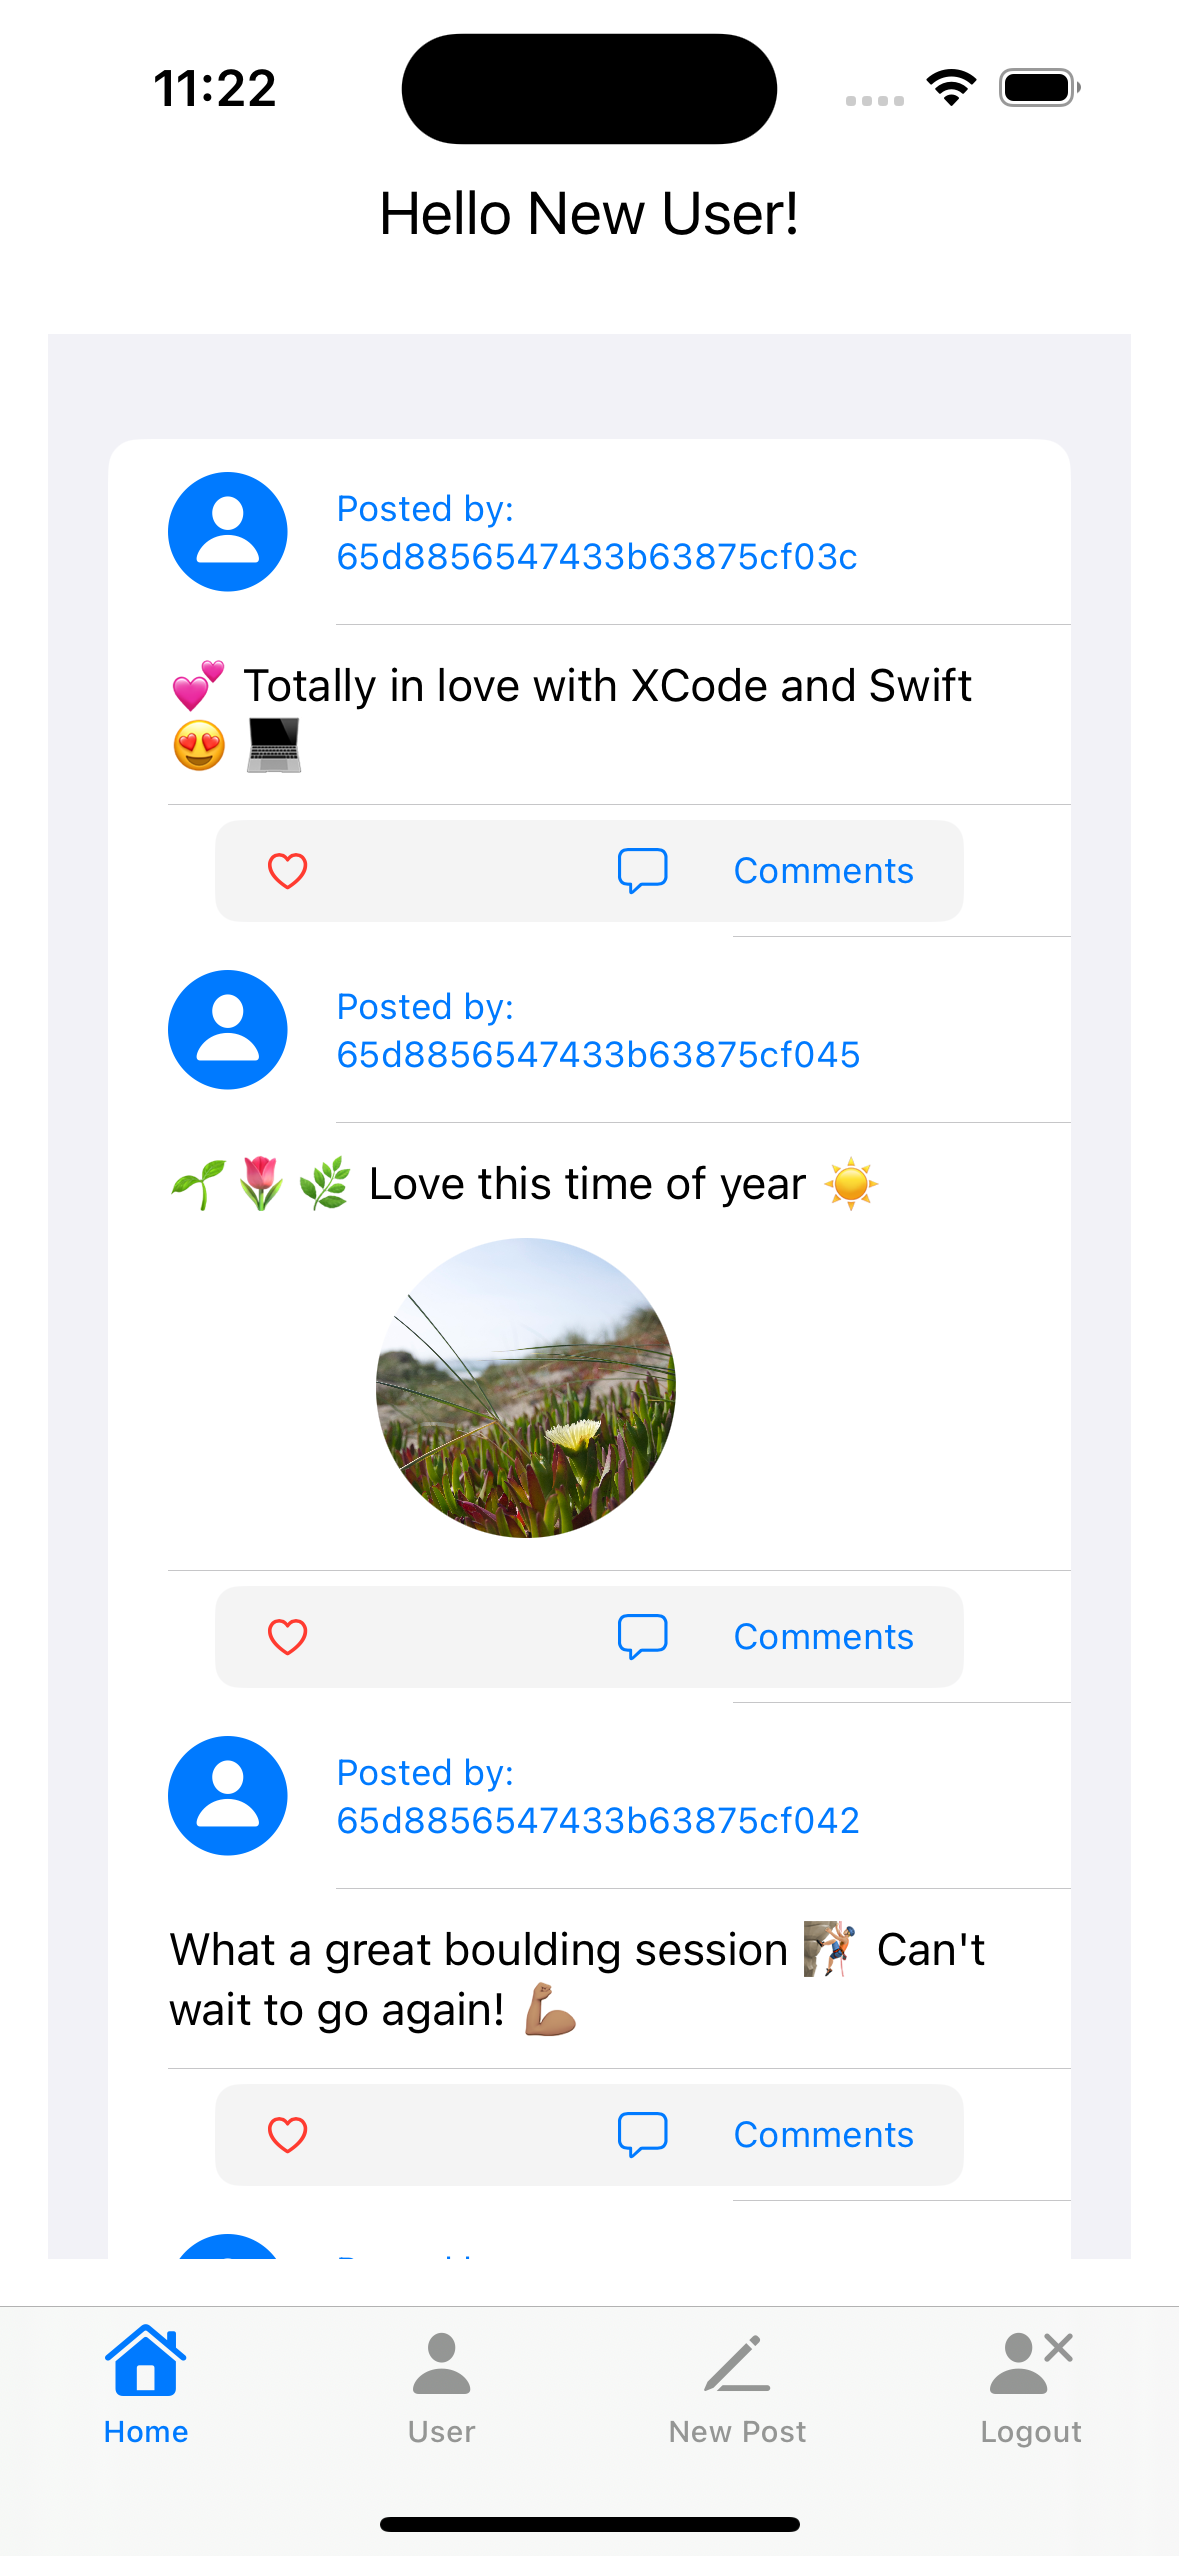 11:22
Hello New User!
Posted by:
65d8856547433b63875cf03c
💕 Totally in love with XCode and Swift
😍 💻
Comments
Posted by:
65d8856547433b63875cf045
🌱🌷🌿 Love this time of year ☀️
Comments
Posted by:
65d8856547433b63875cf042
What a great boulding session 🧗🏼 Can't
wait to go again! 💪🏽
Comments
Home
User
New Post
Logout